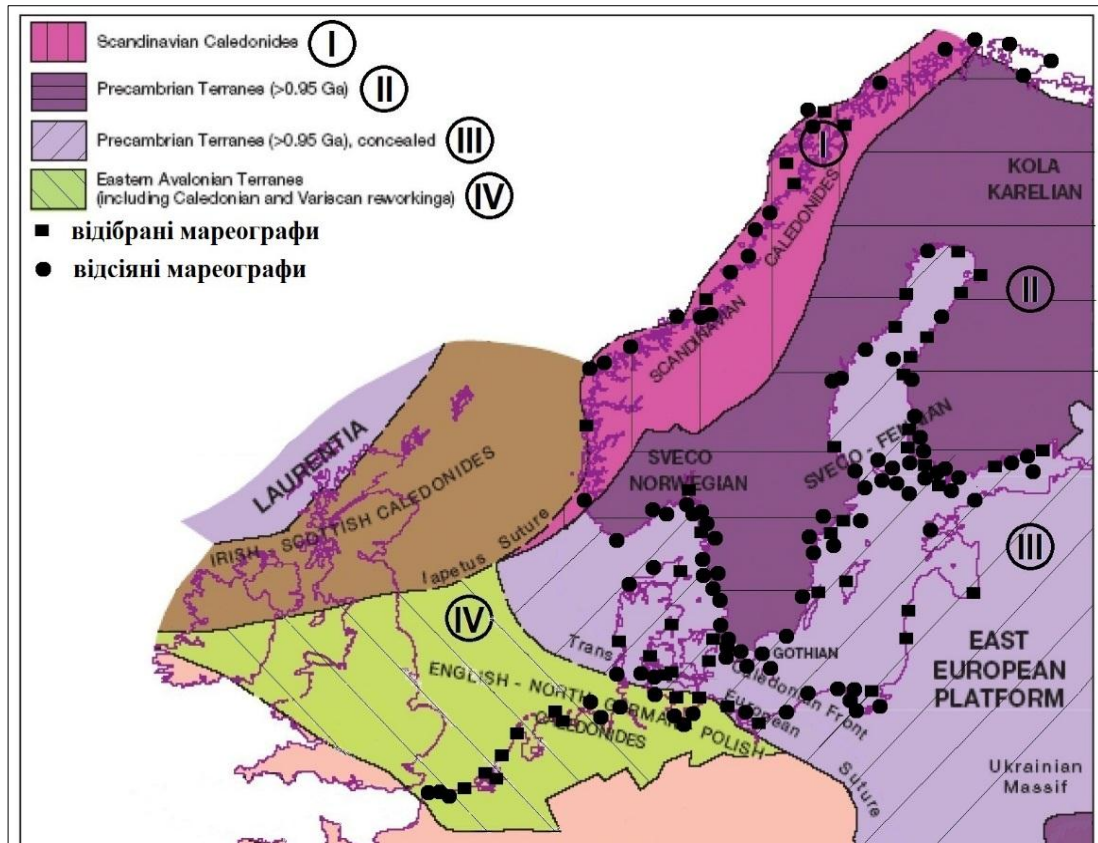 Scandinavian Caledonides I
Precambrian Terranes (>0.95 Ga) II
Precambrian Terranes (>0.95 Ga), concealed III
Eastern Avalonian Terranes
(including Caledonian and Variscan reworkings) IV
відібрані мареографи
відсіяні мареографи
I
CALEDONIDES
SCANDINAVIAN
KOLA
KARELIAN
II
LAURENTIA
IRISH - SCOTTISH CALEDONIDES
Iapetus Suture
SVECO
NORWEGIAN
SVECO - FENNIAN
III
IV
Trans
European
Suture
GOTHIAN
Caledonian Front
EAST
EUROPEAN
PLATFORM
ENGLISH - NORTH GERMAN POLISH
CALEDONIDES
Ukrainian
Massif